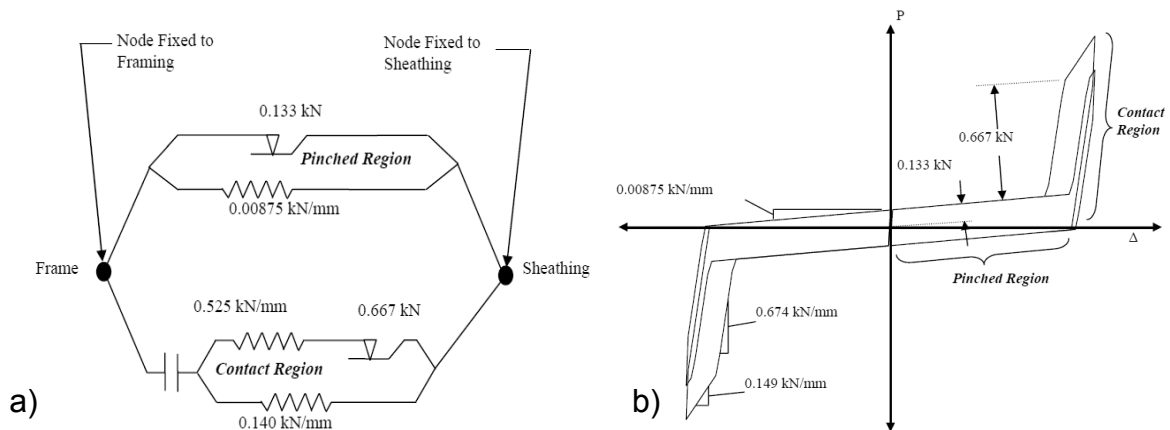 Node Fixed to
Framing
Node Fixed to
Sheathing
0.133 kN
Pinched Region
0.00875 kN/mm
Frame
Sheathing
0.525 kN/mm
0.667 kN
Contact Region
0.140 kN/mm
a)
P
Contact
Region
0.667 kN
0.133 kN
0.00875 kN/mm
Δ
Pinched Region
0.674 kN/mm
0.149 kN/mm
b)